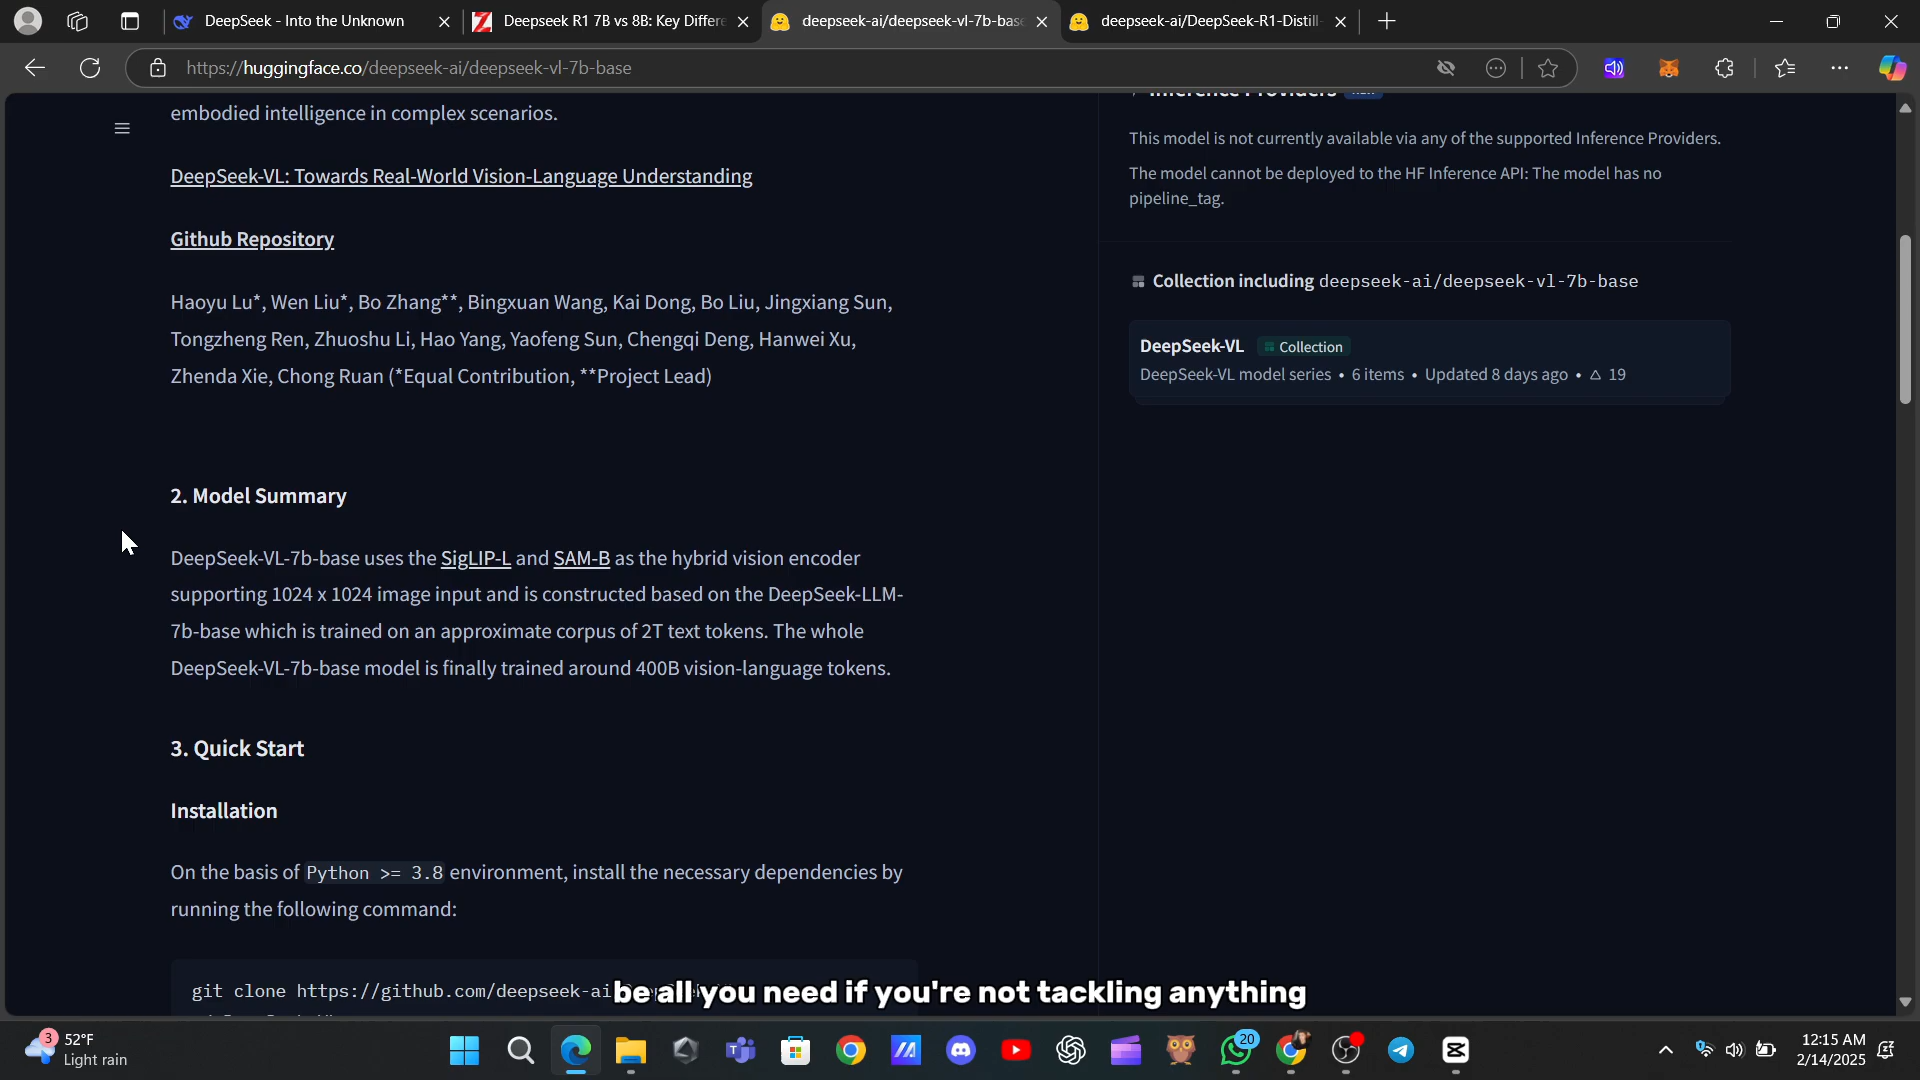 DeepSeek - Into the Unknown
Deepseek R1 7B vs 8B: Key Differe
deepseek-ai/deepseek-vl-7b-bas
deepseek-ai/DeepSeek-R1-Distill-
https://huggingface.co/deepseek-ai/deepseek-vl-7b-base
embodied intelligence in complex scenarios.
DeepSeek-VL: Towards Real-World Vision-Language Understanding
Github Repository
Haoyu Lu*, Wen Liu*, Bo Zhang**, Bingxuan Wang, Kai Dong, Bo Liu, Jingxiang Sun,
Tongzheng Ren, Zhuoshu Li, Hao Yang, Yaofeng Sun, Chengqi Deng, Hanwei Xu,
Zhenda Xie, Chong Ruan (*Equal Contribution, **Project Lead)
2. Model Summary
DeepSeek-VL-7b-base uses the SigLIP-L and SAM-B as the hybrid vision encoder
supporting 1024 x 1024 image input and is constructed based on the DeepSeek-LLM-
7b-base which is trained on an approximate corpus of 2T text tokens. The whole
DeepSeek-VL-7b-base model is finally trained around 400B vision-language tokens.
3. Quick Start
Installation
On the basis of Python >= 3.8 environment, install the necessary dependencies by
running the following command:
git clone https://github.com/deepseek-ai
Inference Providers
This model is not currently available via any of the supported Inference Providers.
The model cannot be deployed to the HF Inference API: The model has no
pipeline_tag.
Collection including deepseek-ai/deepseek-vl-7b-base
DeepSeek-VL Collection
DeepSeek-VL model series • 6 items • Updated 8 days ago • 19
be all you need if you're not tackling anything
3
52°F
Light rain
20
12:15 AM
2/14/2025